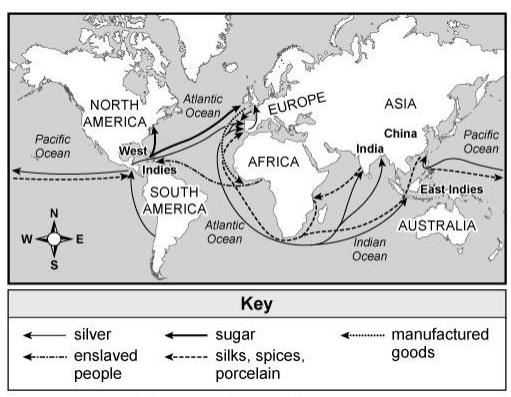 NORTH
AMERICA
Atlantic
Ocean
EUROPE
ASIA
China
Pacific
Ocean
Pacific
Ocean
West
Indies
AFRICA
India
East Indies
SOUTH
AMERICA
AUSTRALIA
Atlantic
Ocean
Indian
Ocean
N
W
E
S
Key
silver
sugar
manufactured
goods
enslaved
people
silks, spices,
porcelain